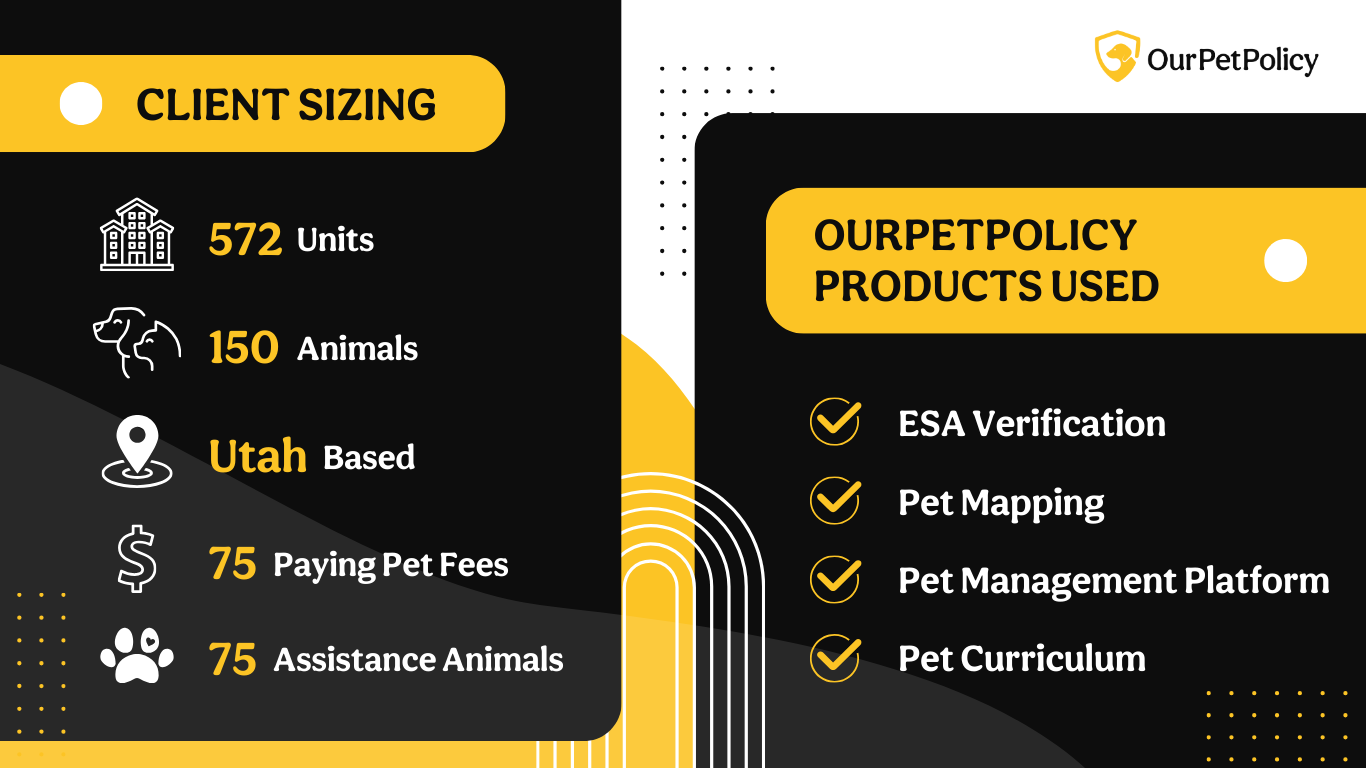 CLIENT SIZING
572 Units
150 Animals
Utah Based
$
75 Paying Pet Fees
75 Assistance Animals
OurPetPolicy
OURPETPOLICY
PRODUCTS USED
ESA Verification
Pet Mapping
Pet Management Platform
Pet Curriculum